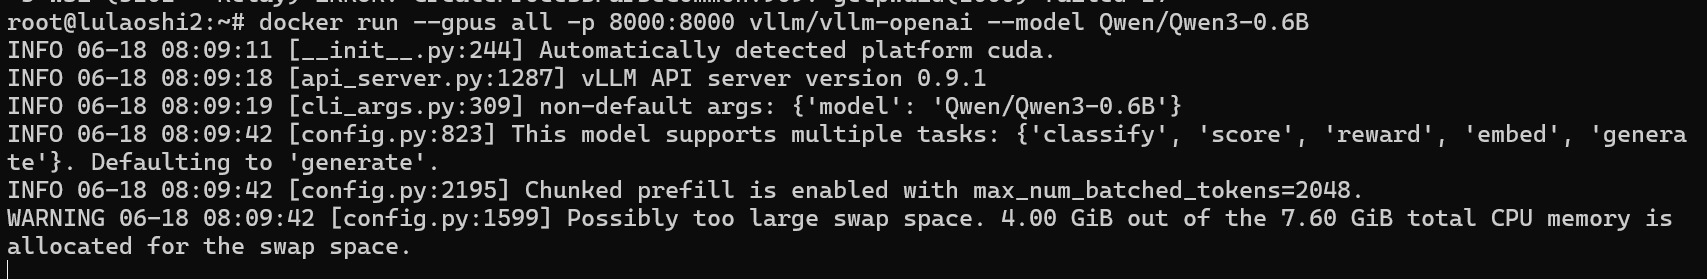 root@lulaoshi2:~# docker run --gpus all -p 8000:8000 vllm/vllm-openai --model Qwen/Qwen3-0.6B
INFO 06-18 08:09:11 [__init__.py:244] Automatically detected platform cuda.
INFO 06-18 08:09:18 [api_server.py:1287] vLLM API server version 0.9.1
INFO 06-18 08:09:19 [cli_args.py:309] non-default args: {'model': 'Qwen/Qwen3-0.6B'}
INFO 06-18 08:09:42 [config.py:823] This model supports multiple tasks: {'classify', 'score', 'reward', 'embed', 'genera
te'}. Defaulting to 'generate'.
INFO 06-18 08:09:42 [config.py:2195] Chunked prefill is enabled with max_num_batched_tokens=2048.
WARNING 06-18 08:09:42 [config.py:1599] Possibly too large swap space. 4.00 GiB out of the 7.60 GiB total CPU memory is
allocated for the swap space.